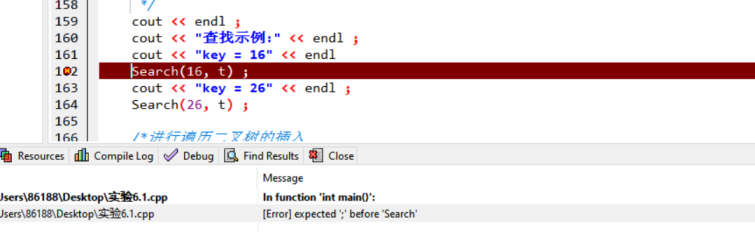 158 */
159 cout << endl ;
160 cout << "查找示例:" << endl ;
161 cout << "key = 16" << endl
162 Search(16, t) ;
163 cout << "key = 26" << endl ;
164 Search(26, t) ;
165
166 /*进行遍历二叉树的插入
Resources Compile Log Debug Find Results Close
Message
Users\86188\Desktop\实验6.1.cpp In function 'int main()':
Users\86188\Desktop\实验6.1.cpp [Error] expected ';' before 'Search'